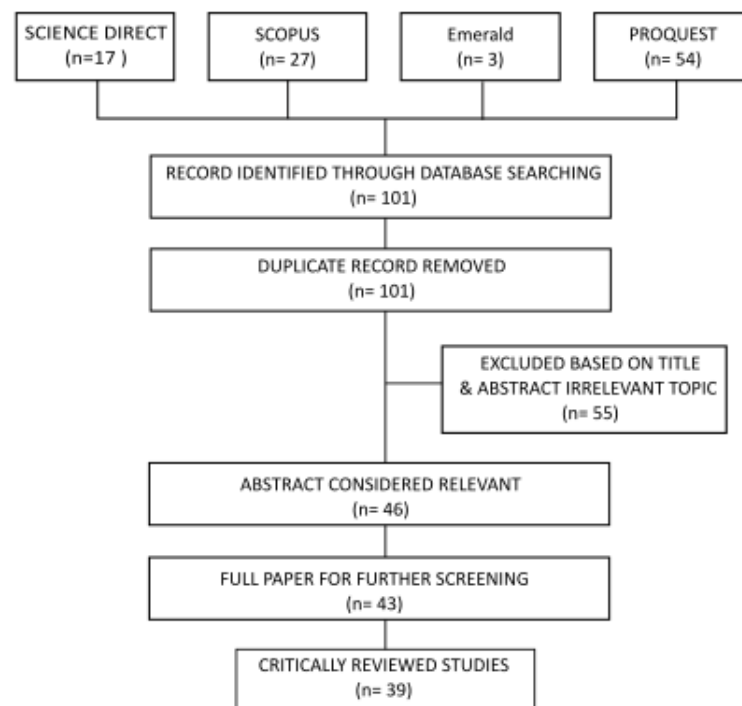 SCIENCE DIRECT
(n=17 )
SCOPUS
(n= 27)
Emerald
(n= 3)
PROQUEST
(n= 54)
RECORD IDENTIFIED THROUGH DATABASE SEARCHING
(n= 101)
DUPLICATE RECORD REMOVED
(n= 101)
EXCLUDED BASED ON TITLE
& ABSTRACT IRRELEVANT TOPIC
(n= 55)
ABSTRACT CONSIDERED RELEVANT
(n= 46)
FULL PAPER FOR FURTHER SCREENING
(n= 43)
CRITICALLY REVIEWED STUDIES
(n= 39)